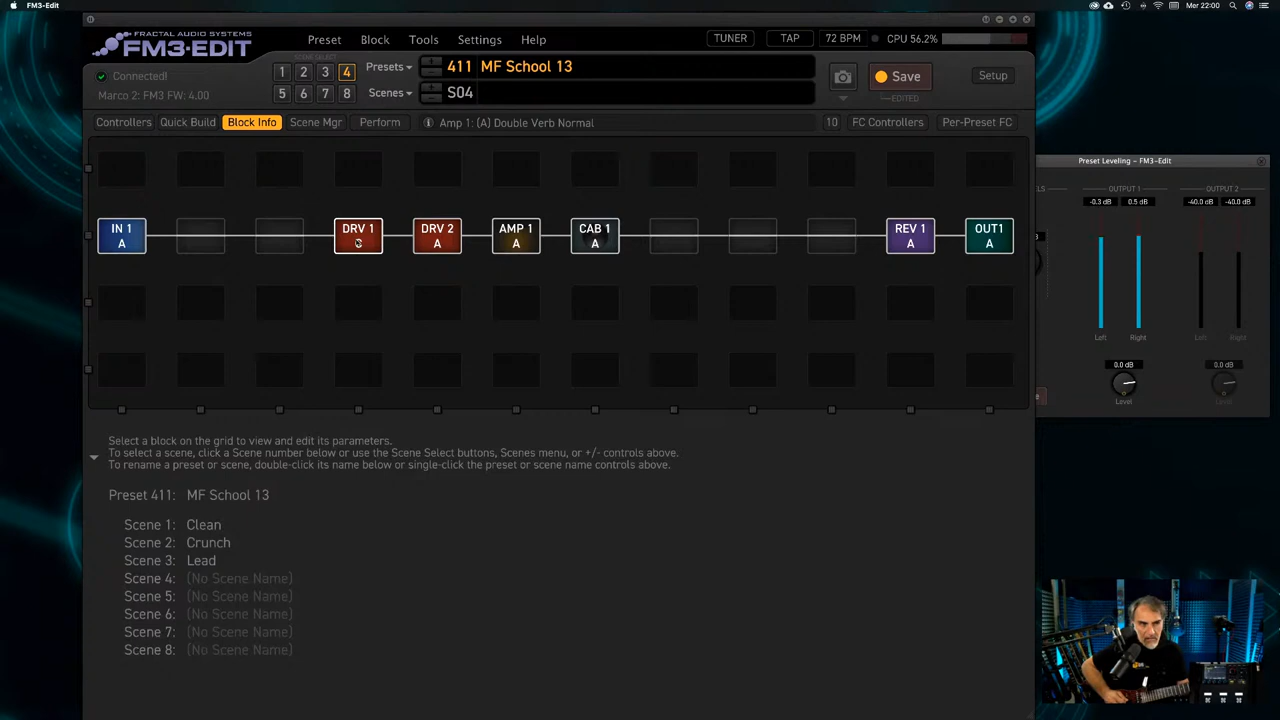 FM3-Edit
Mer 22:00
FRACTAL AUDIO SYSTEMS
FM3-EDIT
Preset Block Tools Settings Help
TUNER TAP 72 BPM CPU 56.2%
Connected!
Marco 2: FM3 FW: 4.00
SCENE SELECT
1 2 3 4
5 6 7 8
Presets 411 MF School 13
Scenes S04
Save
EDITED
Setup
Controllers Quick Build Block Info Scene Mgr Perform Amp 1: (A) Double Verb Normal 10 FC Controllers Per-Preset FC
IN 1 A
DRV 1
DRV 2 A
AMP 1 A
CAB 1 A
REV 1 A
OUT1 A
Preset Leveling - FM3-Edit
OUTPUT 1 OUTPUT 2
-0.3 dB 0.5 dB -40.0 dB -40.0 dB
Left Right Left Right
0.0 dB 0.0 dB
Level Level
Select a block on the grid to view and edit its parameters.
To select a scene, click a Scene number below or use the Scene Select buttons, Scenes menu, or +/- controls above.
To rename a preset or scene, double-click its name below or single-click the preset or scene name controls above.
Preset 411: MF School 13
Scene 1: Clean
Scene 2: Crunch
Scene 3: Lead
Scene 4: (No Scene Name)
Scene 5: (No Scene Name)
Scene 6: (No Scene Name)
Scene 7: (No Scene Name)
Scene 8: (No Scene Name)